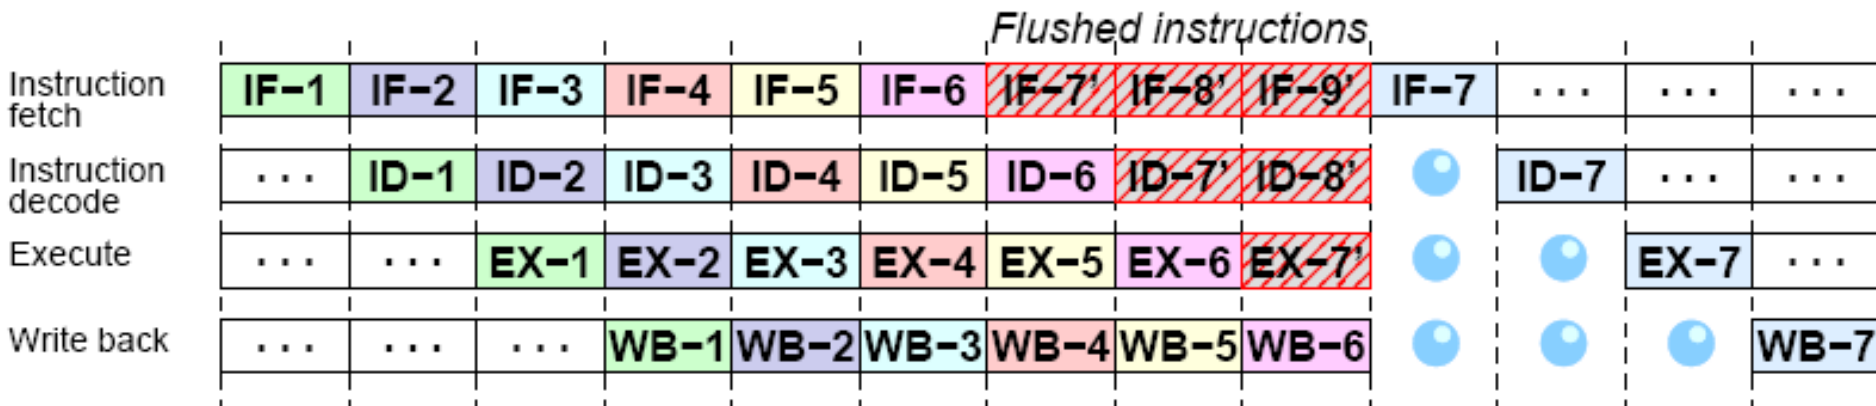 Flushed instructions
Instruction fetch IF−1 IF−2 IF−3 IF−4 IF−5 IF−6 IF−7' IF−8' IF−9' IF−7 ... ... ...
Instruction decode ... ID−1 ID−2 ID−3 ID−4 ID−5 ID−6 ID−7' ID−8' ID−7 ... ...
Execute ... ... EX−1 EX−2 EX−3 EX−4 EX−5 EX−6 EX−7' EX−7 ...
Write back ... ... ... WB−1 WB−2 WB−3 WB−4 WB−5 WB−6 WB−7